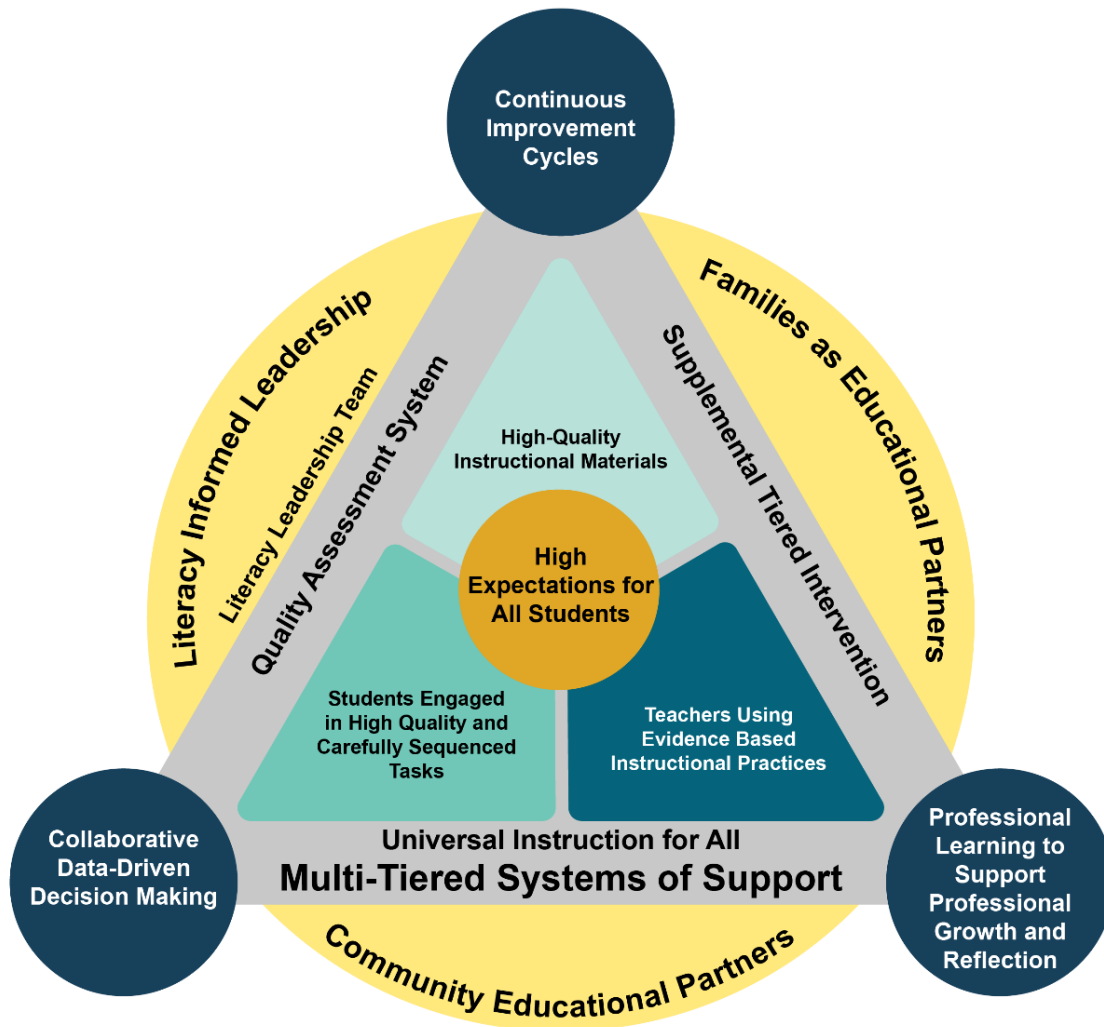 Continuous
Improvement
Cycles
Literacy Informed Leadership
Literacy Leadership Team
Quality Assessment System
Families as Educational Partners
Supplemental Tiered Intervention
High-Quality
Instructional Materials
High
Expectations for
All Students
Students Engaged
in High Quality and
Carefully Sequenced
Tasks
Teachers Using
Evidence Based
Instructional Practices
Universal Instruction for All
Multi-Tiered Systems of Support
Collaborative
Data-Driven
Decision Making
Professional
Learning to
Support
Professional
Growth and
Reflection
Community Educational Partners